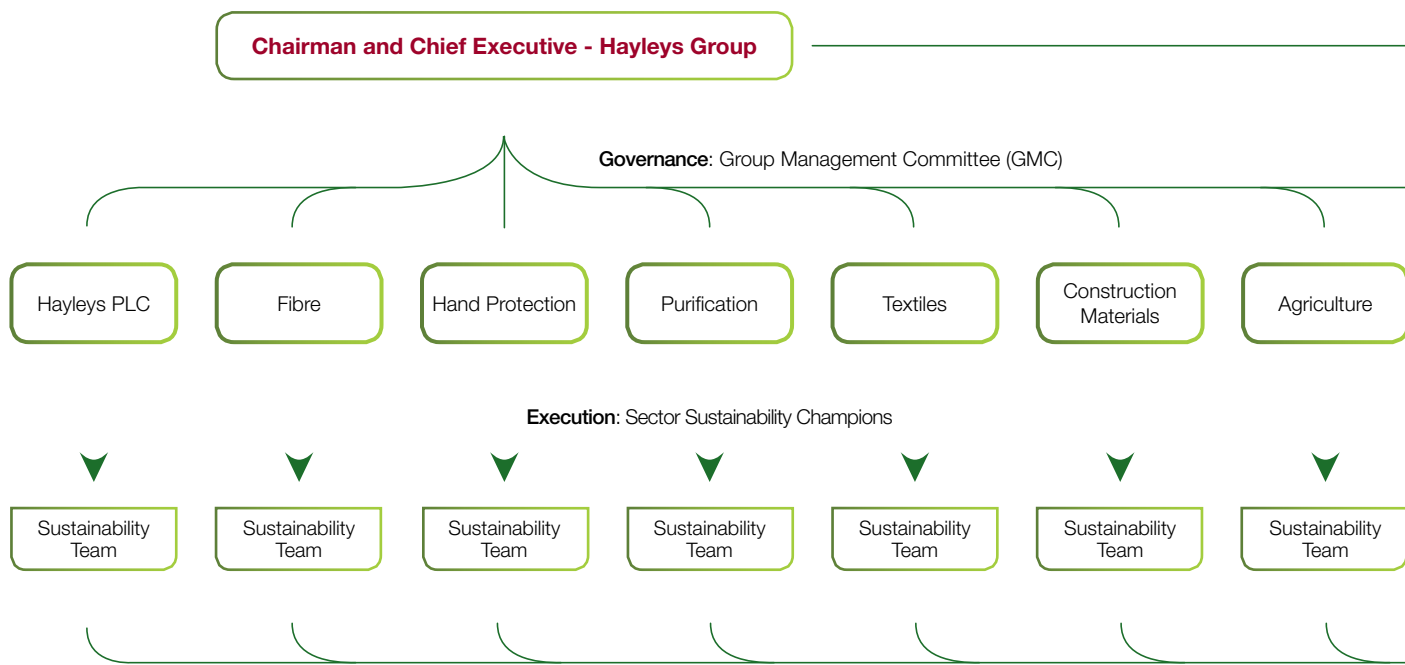 Chairman and Chief Executive - Hayleys Group
Governance: Group Management Committee (GMC)
Hayleys PLC
Fibre
Hand Protection
Purification
Textiles
Construction
Materials
Agriculture
Execution: Sector Sustainability Champions
Sustainability
Team
Sustainability
Team
Sustainability
Team
Sustainability
Team
Sustainability
Team
Sustainability
Team
Sustainability
Team